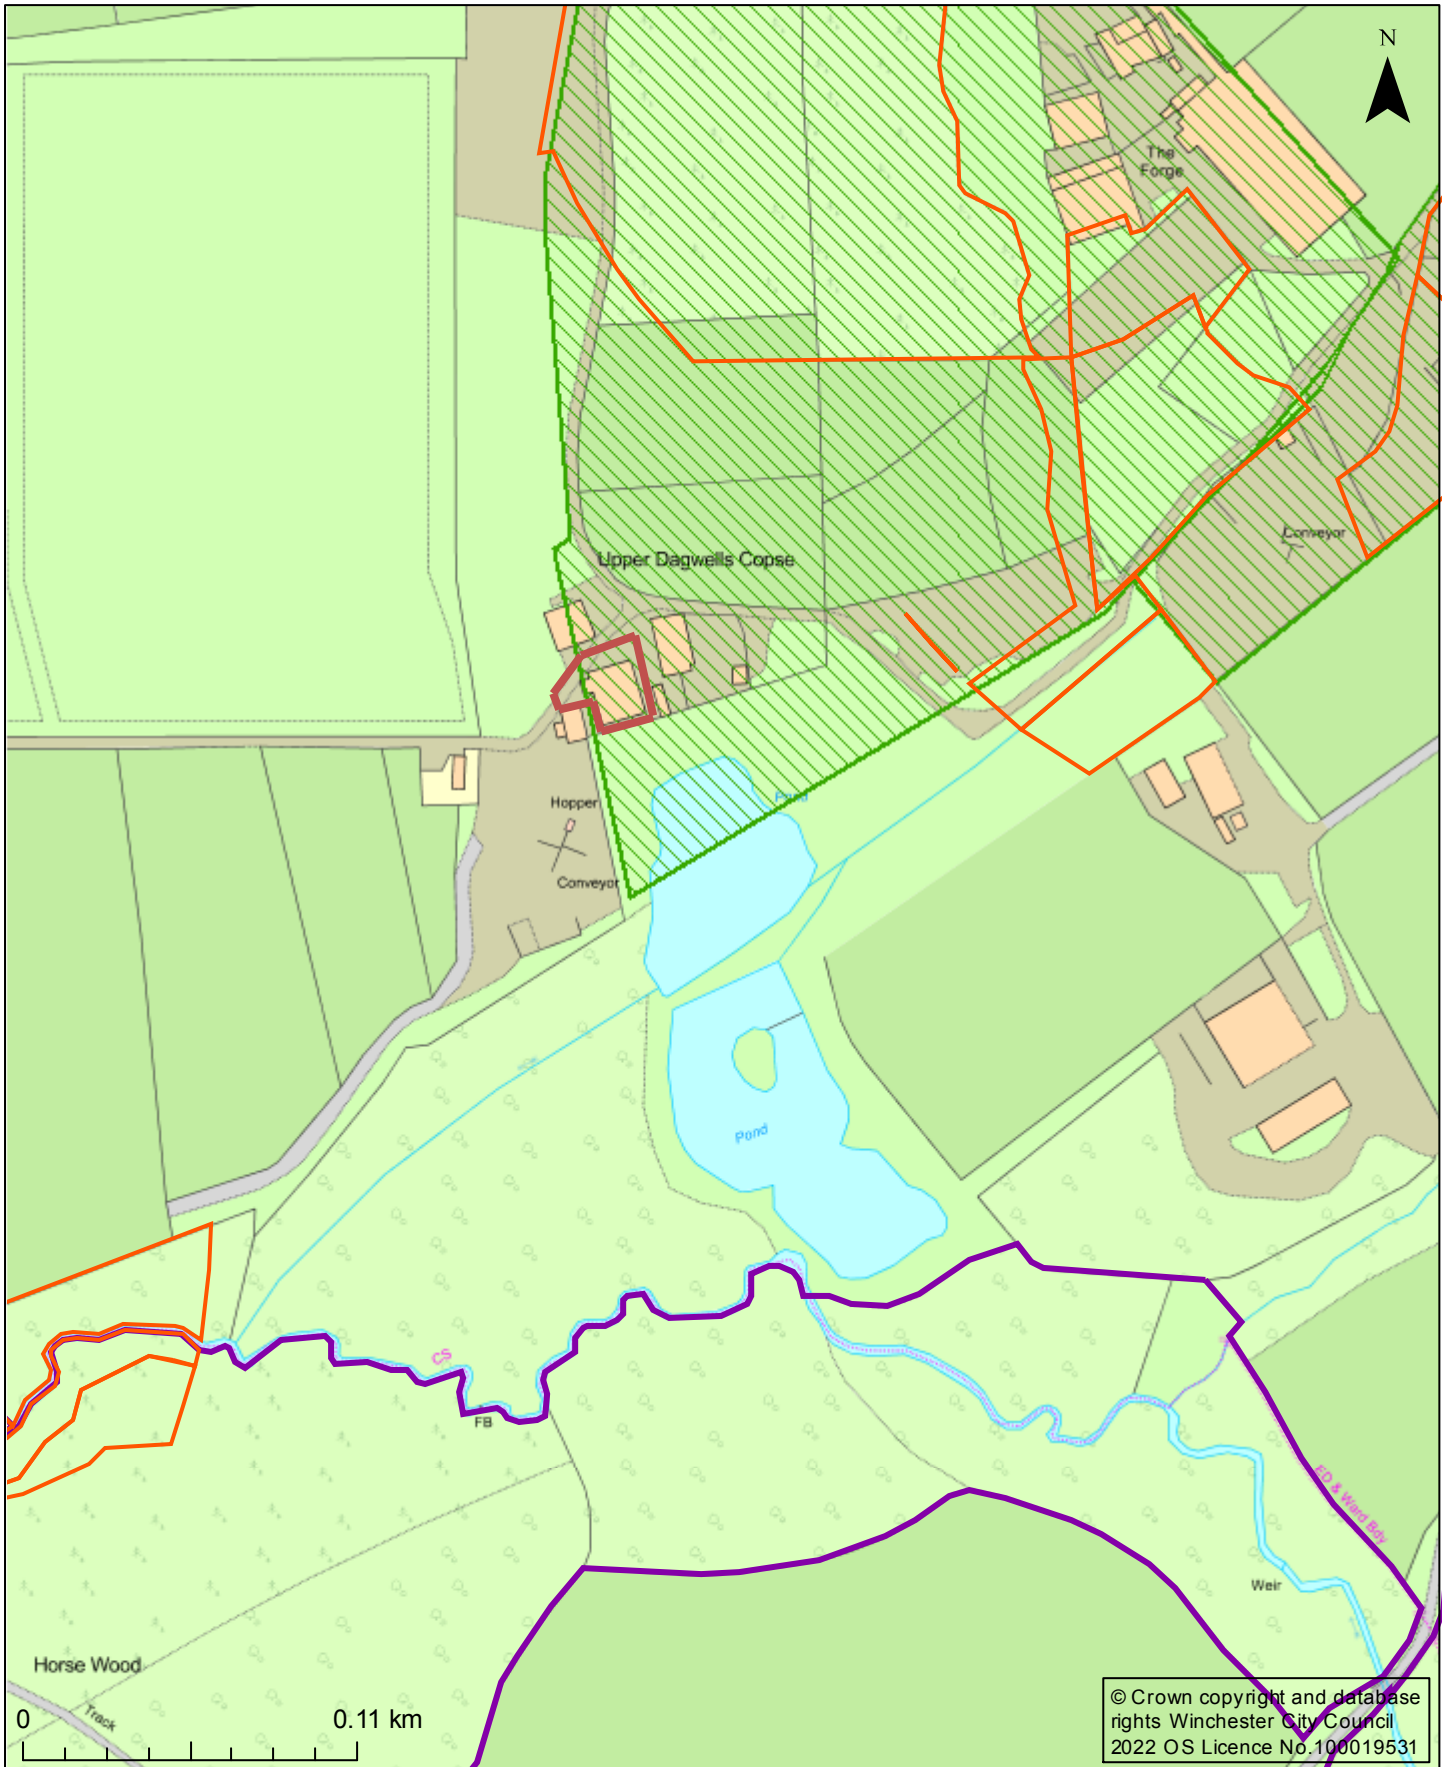 N
The
Forge
Conveyor
Upper Dagwells Copse
Pond
Hopper
Conveyor
Pond
CS
FB
ED & Ward Bdy
Weir
Horse Wood
Track
0
0.11 km
© Crown copyright and database
rights Winchester City Council
2022 OS Licence No.100019531